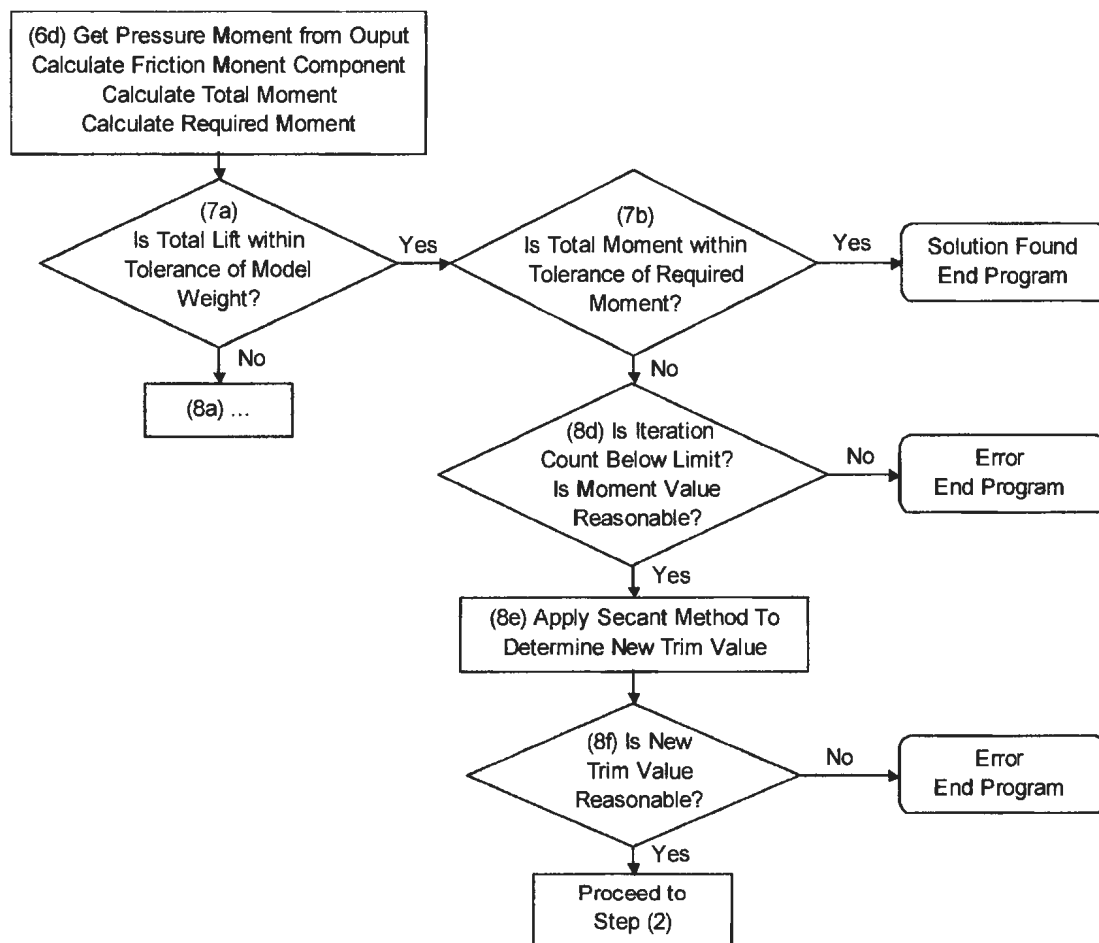 (6d) Get Pressure Moment from Ouput
Calculate Friction Monent Component
Calculate Total Moment
Calculate Required Moment
(7a)
Is Total Lift within
Tolerance of Model
Weight?
Yes
(7b)
Is Total Moment within
Tolerance of Required
Moment?
Yes
Solution Found
End Program
No
(8a) ...
No
(8d) Is Iteration
Count Below Limit?
Is Moment Value
Reasonable?
No
Error
End Program
Yes
(8e) Apply Secant Method To
Determine New Trim Value
(8f) Is New
Trim Value
Reasonable?
No
Error
End Program
Yes
Proceed to
Step (2)